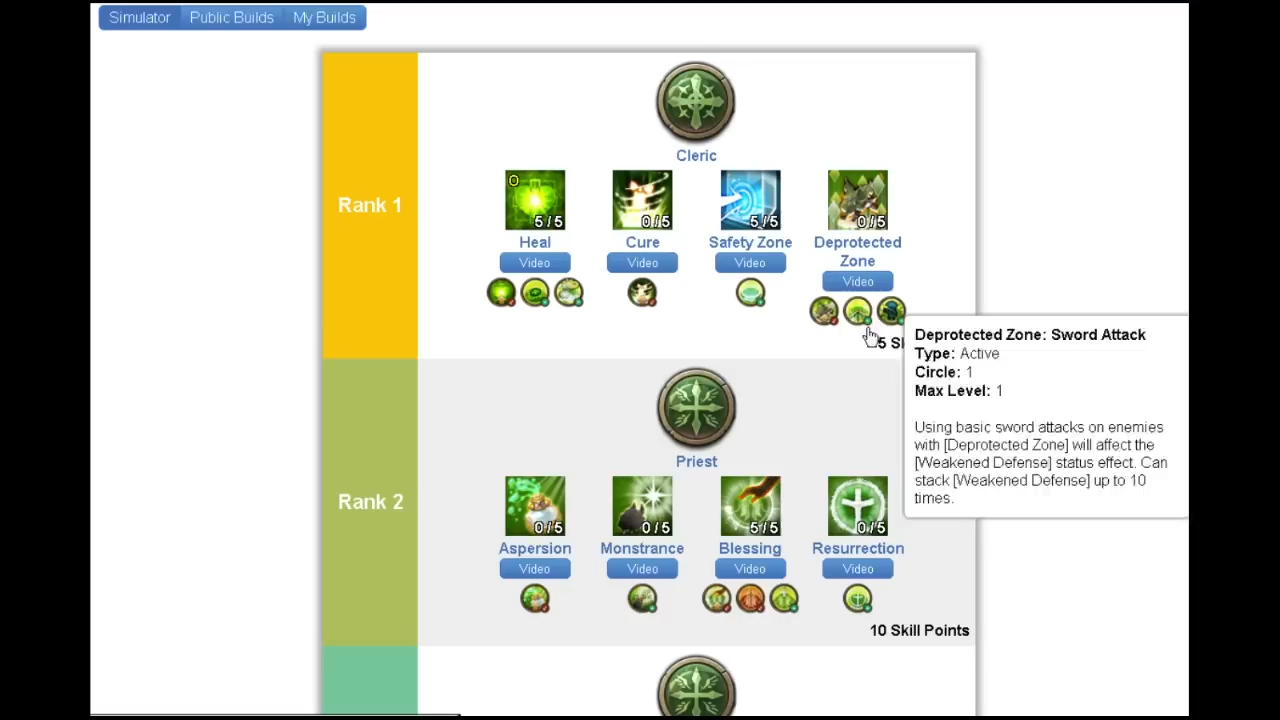 Simulator Public Builds My Builds
Rank 1
Cleric
0
5 / 5 0 / 5 5 / 5 0 / 5
Heal Cure Safety Zone Deprotected
Zone
Video Video Video Video
5
Deprotected Zone: Sword Attack
Type: Active
Circle: 1
Max Level: 1
Using basic sword attacks on enemies
with [Deprotected Zone] will affect the
[Weakened Defense] status effect. Can
stack [Weakened Defense] up to 10
times.
Rank 2
Priest
0 / 5 0 / 5 5 / 5 0 / 5
Aspersion Monstrance Blessing Resurrection
Video Video Video Video
10 Skill Points